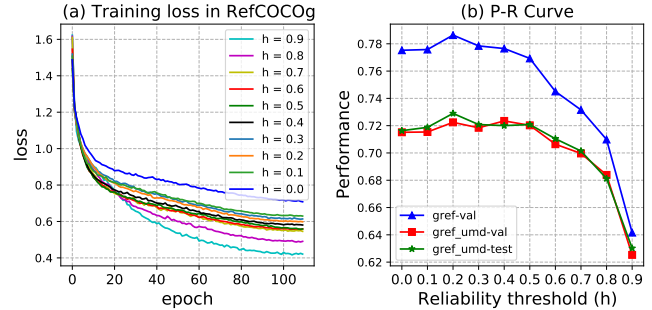 (a) Training loss in RefCOCOg
loss
1.6
1.4
1.2
1.0
0.8
0.6
0.4
0
20
40
60
80
100
epoch
h = 0.9
h = 0.8
h = 0.7
h = 0.6
h = 0.5
h = 0.4
h = 0.3
h = 0.2
h = 0.1
h = 0.0
(b) P-R Curve
Performance
0.78
0.76
0.74
0.72
0.70
0.68
0.66
0.64
0.62
gref-val
gref_umd-val
gref_umd-test
0.0 0.1 0.2 0.3 0.4 0.5 0.6 0.7 0.8 0.9
Reliability threshold (h)